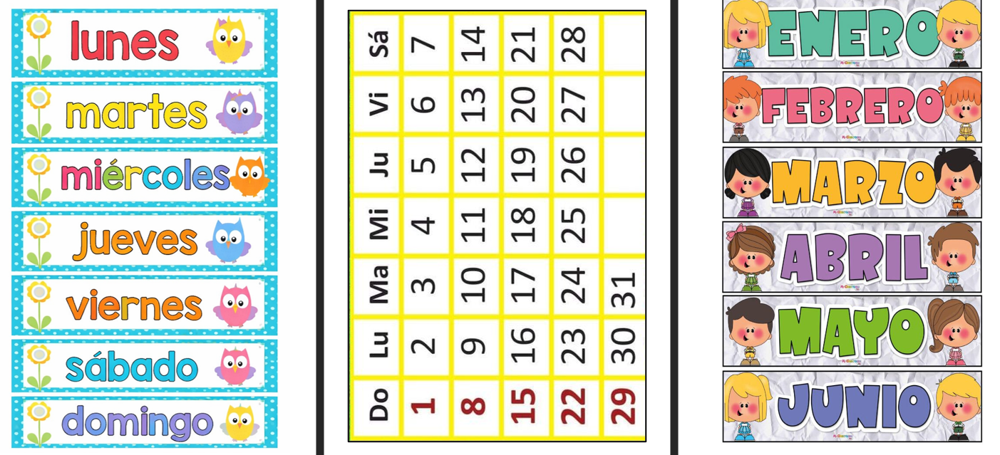 lunes
martes
miércoles
jueves
viernes
sábado
domingo
Do Lu Ma Mi Ju Vi Sá
1 2 3 4 5 6 7
8 9 10 11 12 13 14
15 16 17 18 19 20 21
22 23 24 25 26 27 28
29 30 31
ENERO
FEBRERO
MARZO
ABRIL
MAYO
JUNIO